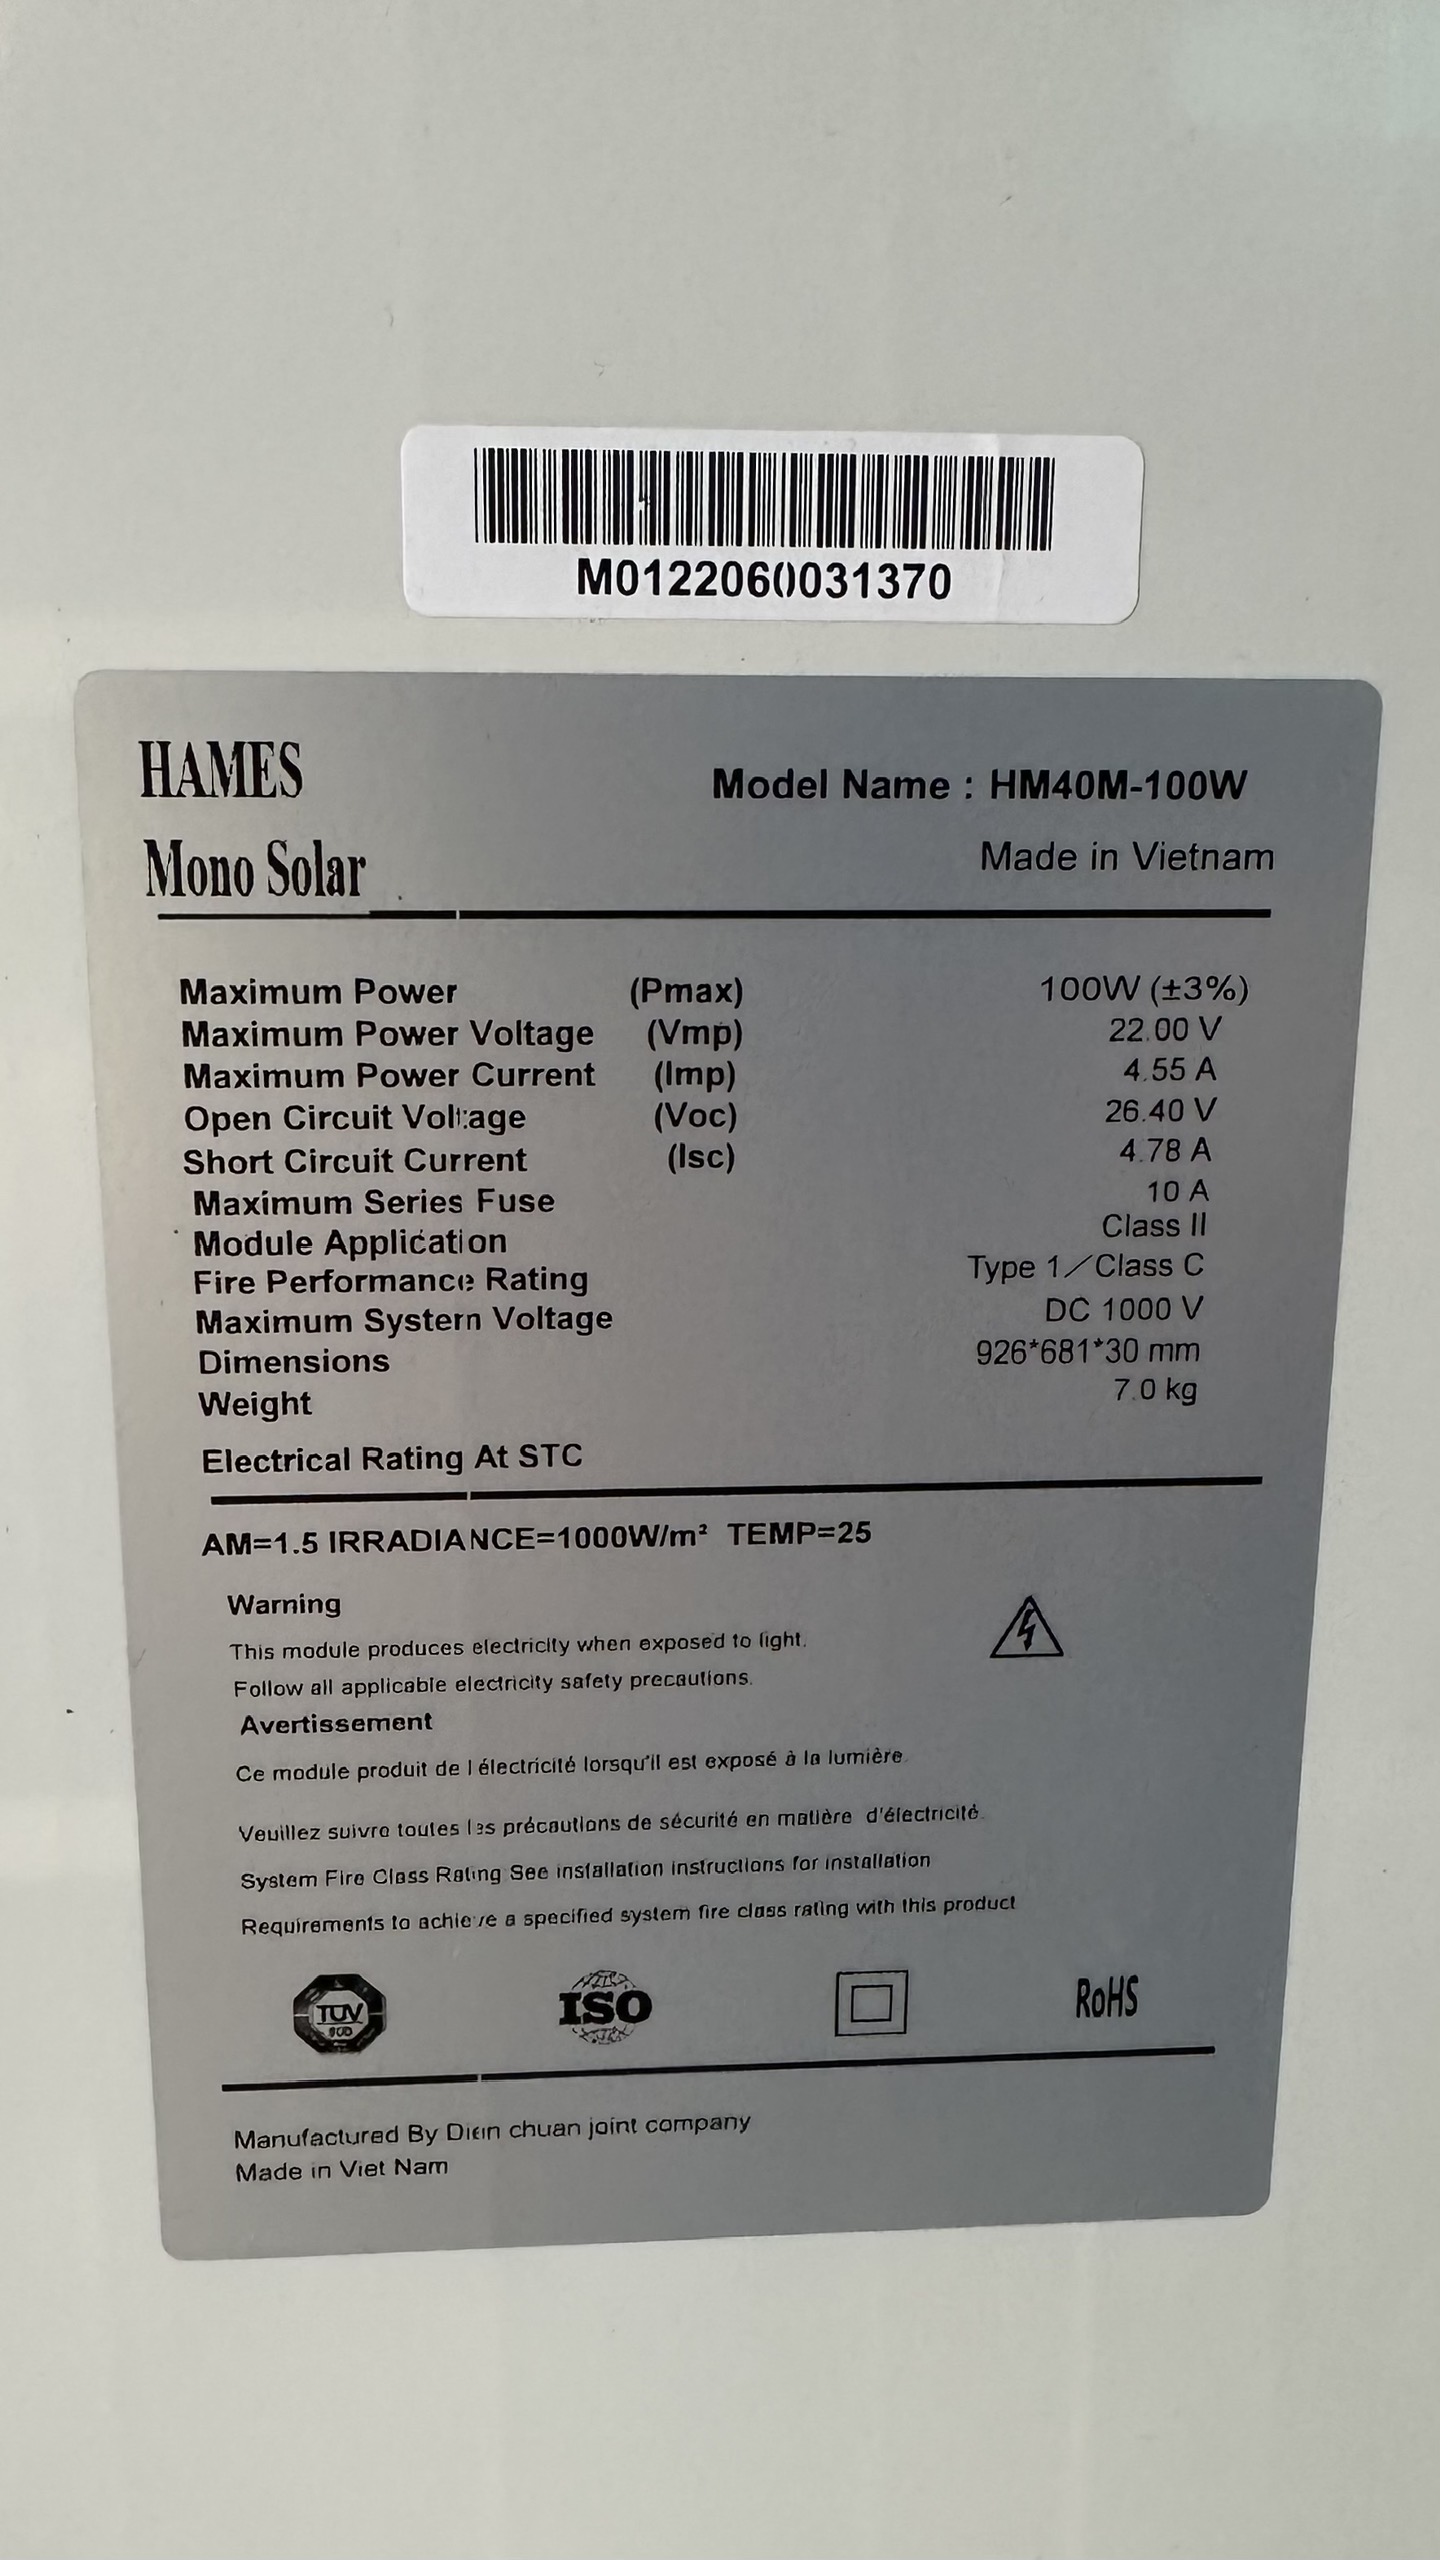 M0122060031370
HAMES
Model Name : HM40M-100W
Mono Solar
Made in Vietnam
Maximum Power (Pmax) 100W (±3%)
Maximum Power Voltage (Vmp) 22.00 V
Maximum Power Current (Imp) 4.55 A
Open Circuit Voltage (Voc) 26.40 V
Short Circuit Current (Isc) 4.78 A
Maximum Series Fuse 10 A
Module Application Class II
Fire Performance Rating Type 1/Class C
Maximum System Voltage DC 1000 V
Dimensions 926*681*30 mm
Weight 7.0 kg
Electrical Rating At STC
AM=1.5 IRRADIANCE=1000W/m² TEMP=25
Warning
This module produces electricity when exposed to light.
Follow all applicable electricity safety precautions.
Avertissement
Ce module produit de l électricité lorsqu'il est exposé à la lumière
Veuillez suivre toutes les précautions de sécurité en matière d'électricité
System Fire Class Rating See installation instructions for installation
Requirements to achieve a specified system fire class rating with this product
TUV
ISO
RoHS
Manufactured By Dien chuan joint company
Made in Viet Nam